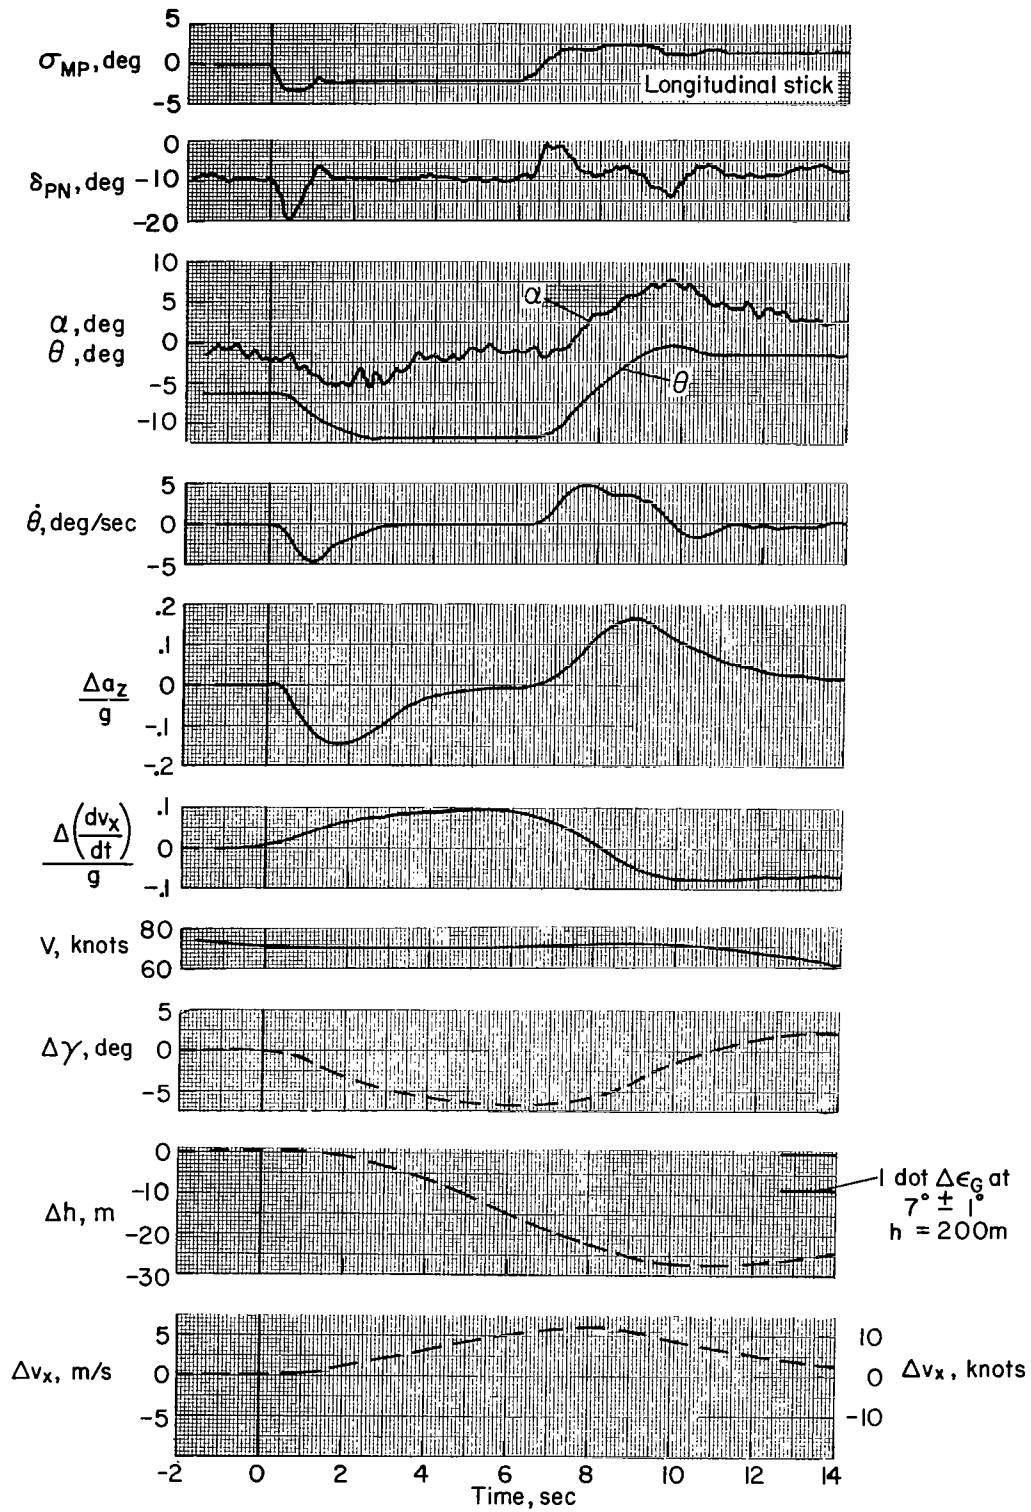 5
σMP, deg 0
-5
Longitudinal stick
0
δPN, deg -10
-20
10
5
α, deg 0
θ, deg
-5
-10
α
θ
5
θ̇, deg/sec 0
-5
.2
.1
Δaz/g 0
-.1
-.2
.1
Δ(dvx/dt)/g 0
-.1
80
V, knots
60
5
Δγ, deg 0
-5
0
-10
Δh, m
-20
-30
1 dot ΔϵG at
7° ± 1°
h = 200m
5
Δvx, m/s 0
-5
10
0 Δvx, knots
-10
-2 0 2 4 6 8 10 12 14
Time, sec